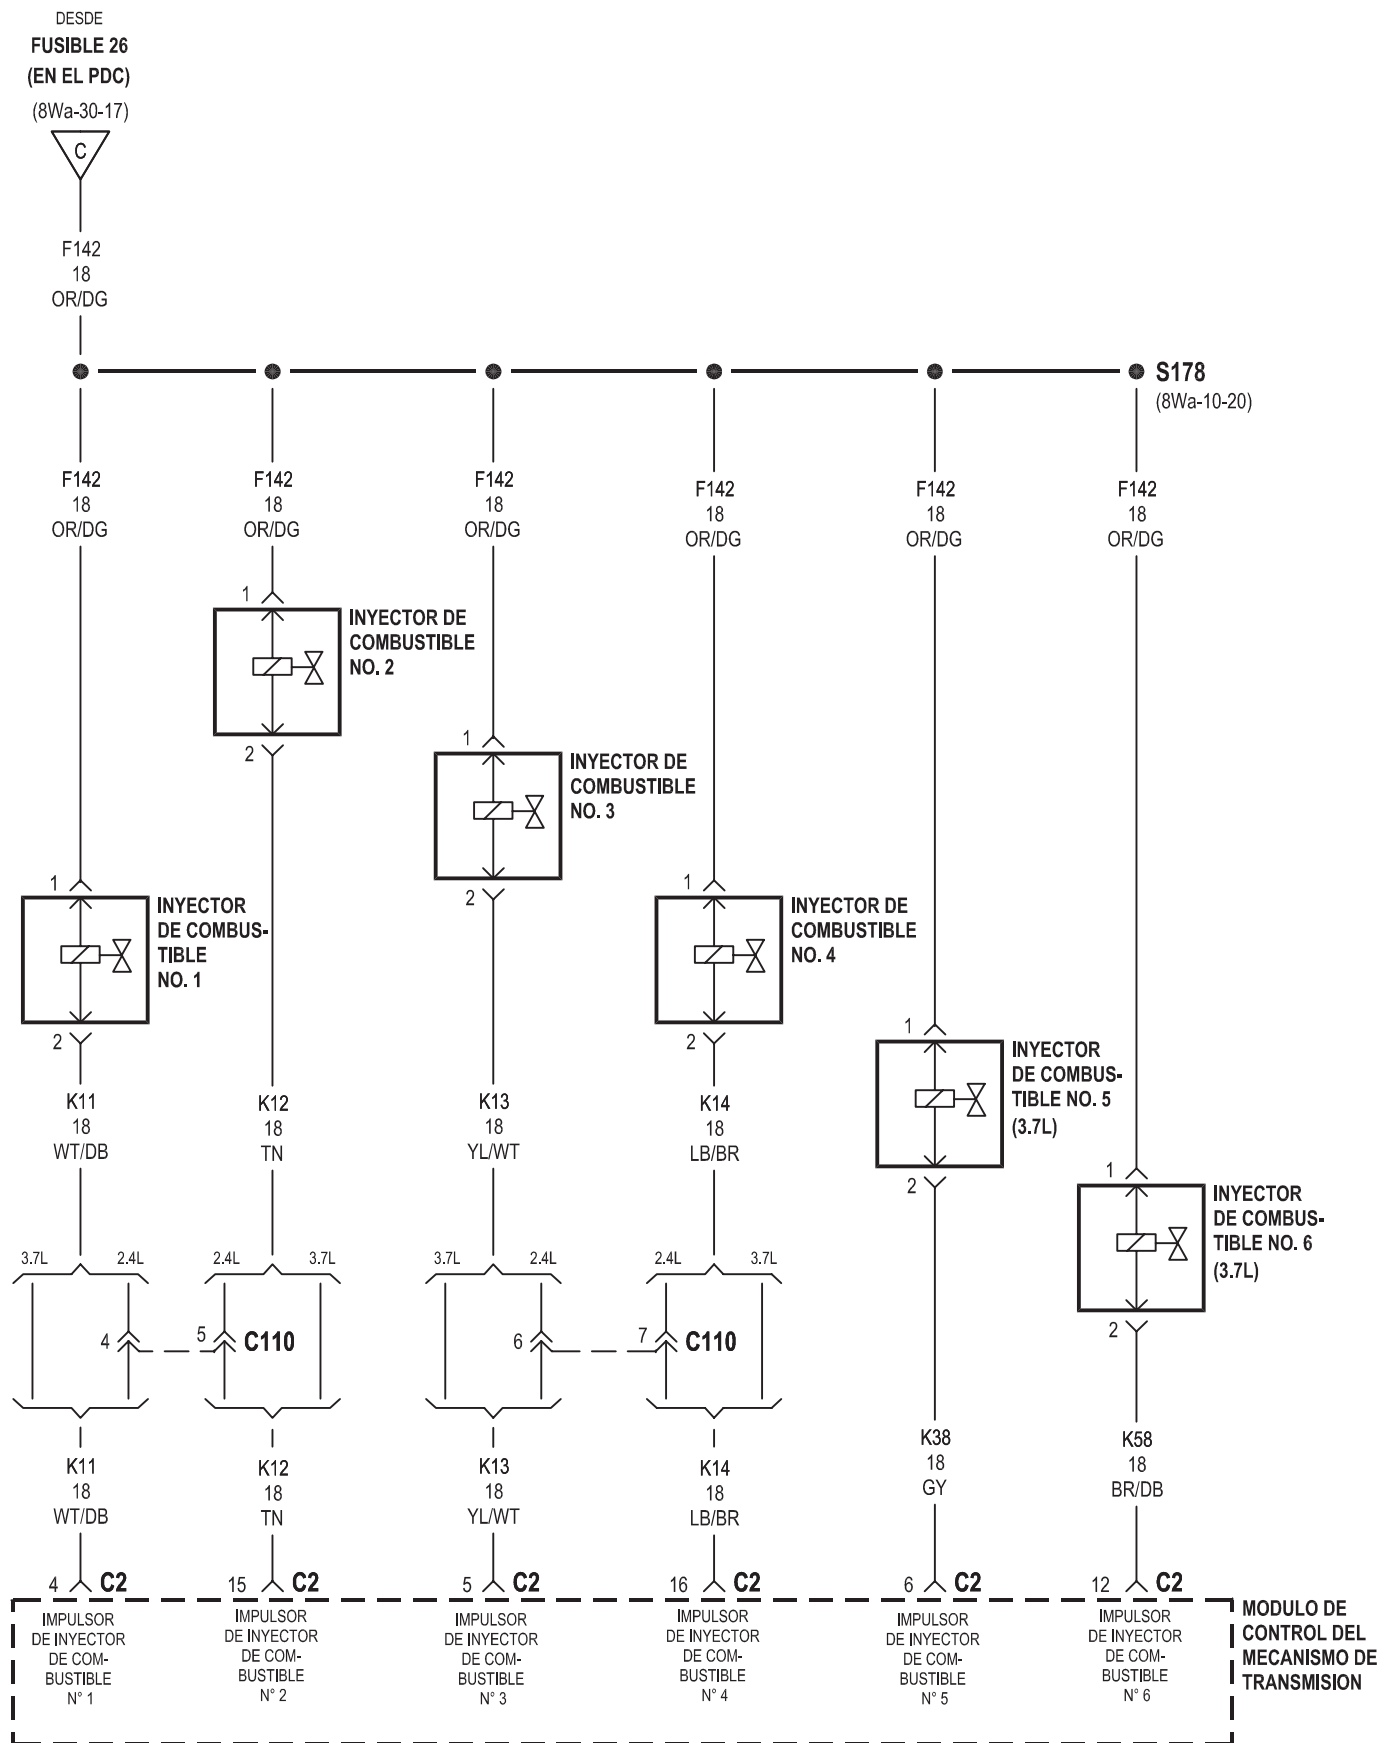 DESDE
FUSIBLE 26
(EN EL PDC)
(8Wa-30-17)
C
F142
18
OR/DG
S178
(8Wa-10-20)
F142
18
OR/DG
F142
18
OR/DG
F142
18
OR/DG
F142
18
OR/DG
F142
18
OR/DG
F142
18
OR/DG
1
INYECTOR DE
COMBUSTIBLE
NO. 2
2
1
INYECTOR DE
COMBUSTIBLE
NO. 3
2
1
INYECTOR
DE COMBUS-
TIBLE
NO. 1
2
1
INYECTOR DE
COMBUSTIBLE
NO. 4
2
1
INYECTOR
DE COMBUS-
TIBLE NO. 5
(3.7L)
2
1
INYECTOR
DE COMBUS-
TIBLE NO. 6
(3.7L)
2
K11
18
WT/DB
K12
18
TN
K13
18
YL/WT
K14
18
LB/BR
3.7L
2.4L
2.4L
3.7L
3.7L
2.4L
2.4L
3.7L
4
5
C110
6
7
C110
K11
18
WT/DB
K12
18
TN
K13
18
YL/WT
K14
18
LB/BR
K38
18
GY
K58
18
BR/DB
4
C2
15
C2
5
C2
16
C2
6
C2
12
C2
IMPULSOR
DE INYECTOR
DE COM-
BUSTIBLE
N° 1
IMPULSOR
DE INYECTOR
DE COM-
BUSTIBLE
N° 2
IMPULSOR
DE INYECTOR
DE COM-
BUSTIBLE
N° 3
IMPULSOR
DE INYECTOR
DE COM-
BUSTIBLE
N° 4
IMPULSOR
DE INYECTOR
DE COM-
BUSTIBLE
N° 5
IMPULSOR
DE INYECTOR
DE COM-
BUSTIBLE
N° 6
MODULO DE
CONTROL DEL
MECANISMO DE
TRANSMISION